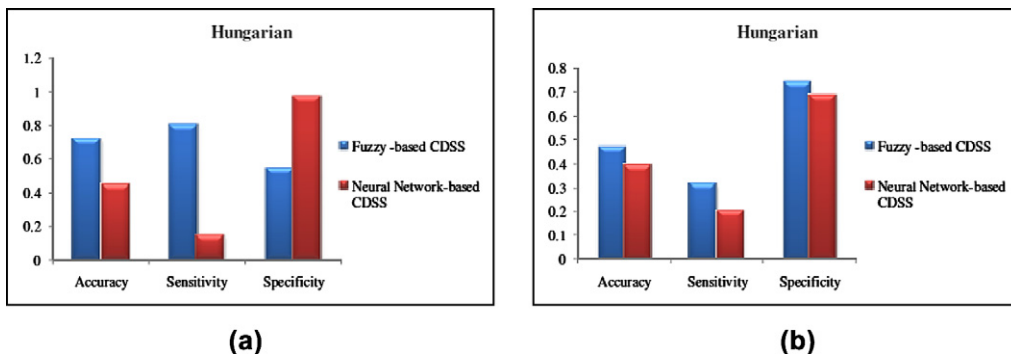 Hungarian
1.2
1
0.8
0.6
0.4
0.2
0
Accuracy
Sensitivity
Specificity
Fuzzy -based CDSS
Neural Network-based
CDSS
(a)
Hungarian
0.8
0.7
0.6
0.5
0.4
0.3
0.2
0.1
0
Accuracy
Sensitivity
Specificity
Fuzzy-based CDSS
Neural Network-based
CDSS
(b)